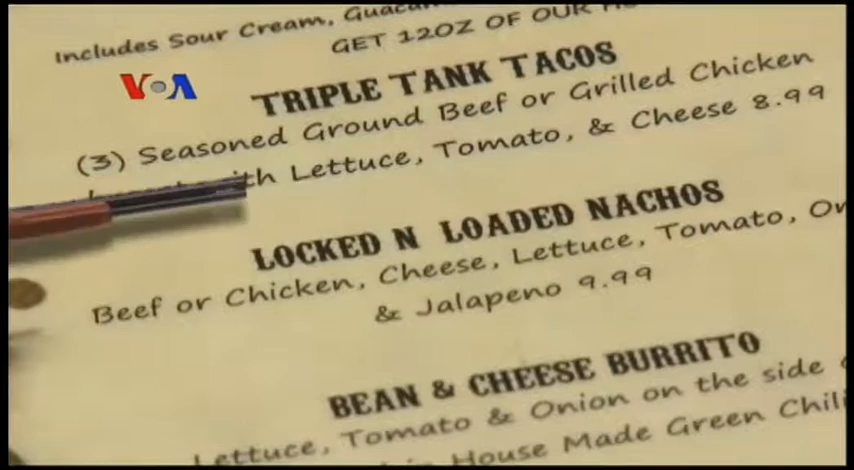 Includes Sour Cream,
GET 12OZ OF OUR
VOA
TRIPLE TANK TACOS
(3) Seasoned Ground Beef or Grilled Chicken
Lettuce, Tomato, & Cheese 8.99
LOCKED N LOADED NACHOS
Beef or Chicken, Cheese, Lettuce, Tomato,
& Jalapeno 9.99
BEAN & CHEESE BURRITO
Lettuce, Tomato & Onion on the side
House Made Green